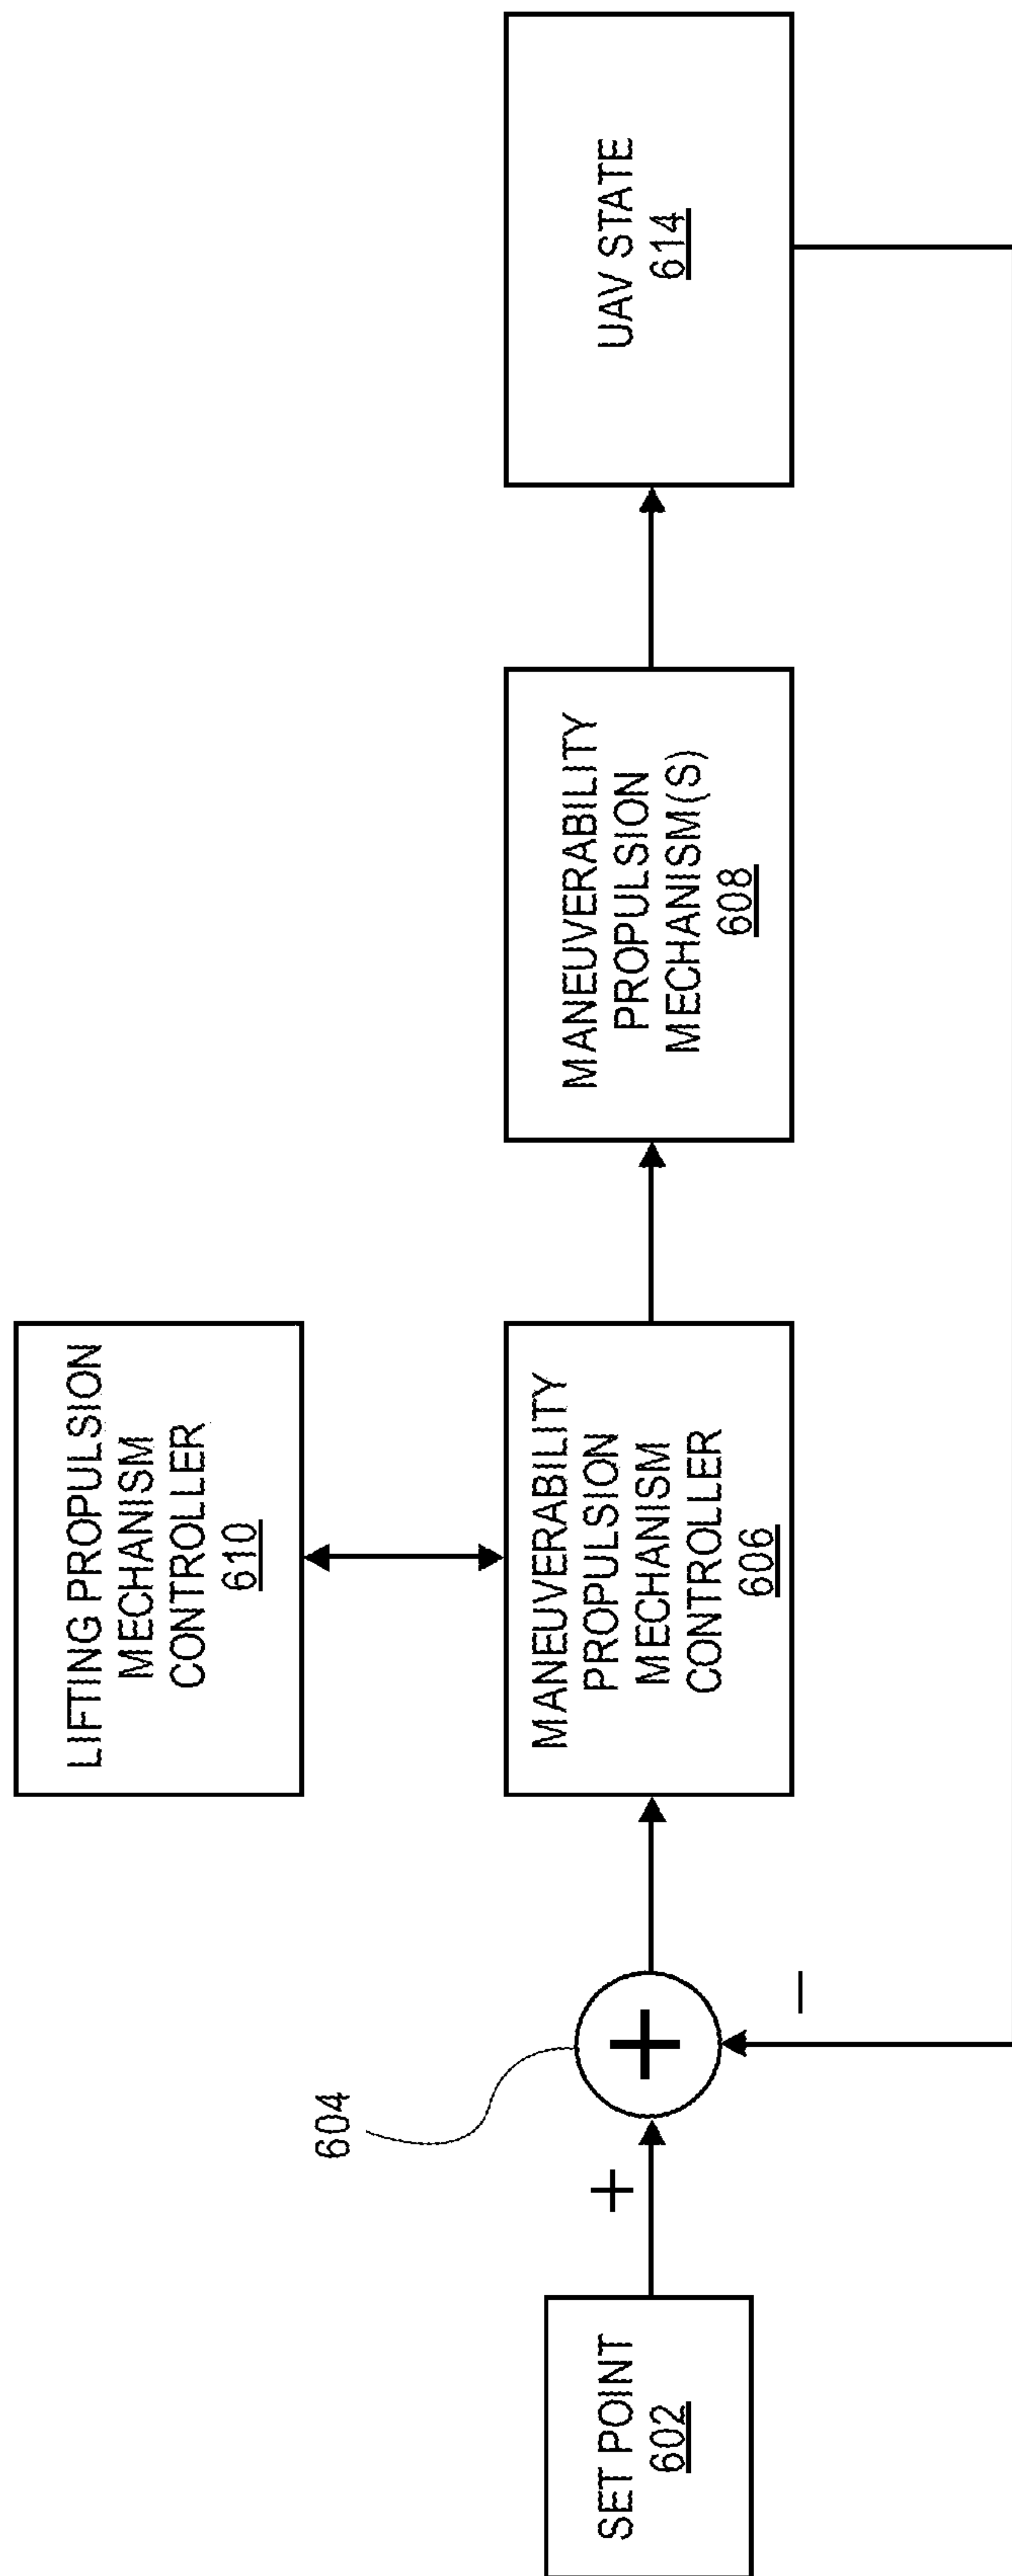 LIFTING PROPULSION
MECHANISM
CONTROLLER
610
604
SET POINT
602
+
+
−
MANEUVERABILITY
PROPULSION
MECHANISM
CONTROLLER
606
MANEUVERABILITY
PROPULSION
MECHANISM(S)
608
UAV STATE
614